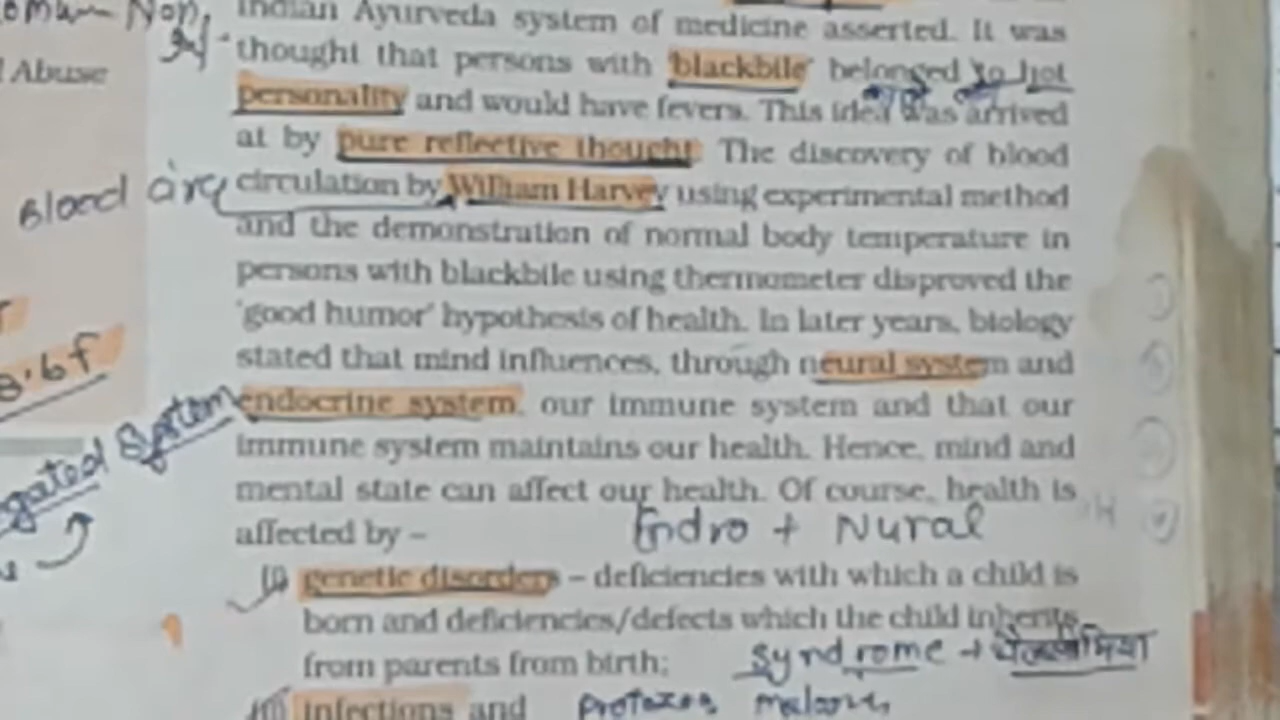 Non
Indian Ayurveda system of medicine asserted. It was
Abuse
thought that persons with 'blackbile' belonged to hot
personality and would have fevers. This idea was arrived
at by pure reflective thought. The discovery of blood
Blood circ
circulation by William Harvey using experimental method
and the demonstration of normal body temperature in
persons with blackbile using thermometer disproved the
'good humor' hypothesis of health. In later years, biology
stated that mind influences, through neural system and
System
endocrine system, our immune system and that our
immune system maintains our health. Hence, mind and
mental state can affect our health. Of course, health is
affected by –
Endro + Nural
(i) genetic disorders – deficiencies with which a child is
born and deficiencies/defects which the child inherits
from parents from birth;
Syndrome +
(ii) infections and